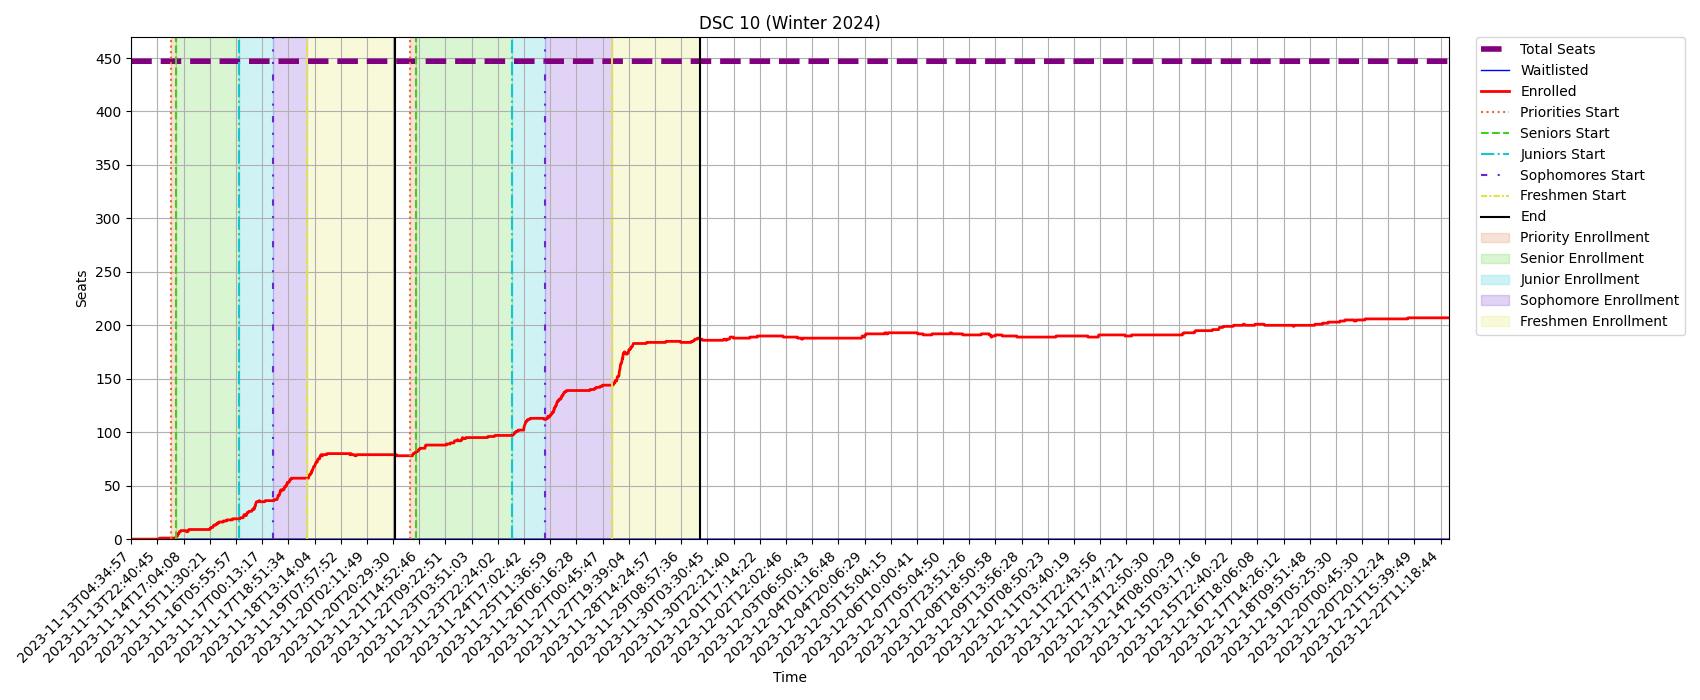 DSC 10 (Winter 2024)
Seats
450
400
350
300
250
200
150
100
50
0
2023-11-13T04:34:57
2023-11-13T22:40:45
2023-11-14T17:04:08
2023-11-15T11:30:21
2023-11-16T05:55:57
2023-11-17T00:13:17
2023-11-17T18:51:34
2023-11-18T13:14:04
2023-11-19T07:57:52
2023-11-20T02:11:49
2023-11-20T20:29:30
2023-11-21T14:52:46
2023-11-22T09:22:51
2023-11-23T03:51:03
2023-11-23T22:24:02
2023-11-24T17:02:42
2023-11-25T11:36:59
2023-11-26T06:16:28
2023-11-27T00:45:47
2023-11-27T19:39:04
2023-11-28T14:24:57
2023-11-29T08:57:36
2023-11-30T03:30:45
2023-11-30T22:21:40
2023-12-01T17:14:22
2023-12-02T12:02:46
2023-12-03T06:50:43
2023-12-04T01:16:48
2023-12-04T20:06:29
2023-12-05T15:04:15
2023-12-06T10:00:41
2023-12-07T05:04:50
2023-12-07T23:51:26
2023-12-08T18:50:58
2023-12-09T13:56:28
2023-12-10T08:50:23
2023-12-11T03:40:19
2023-12-11T22:43:56
2023-12-12T17:47:21
2023-12-13T12:50:30
2023-12-14T08:00:29
2023-12-15T03:17:16
2023-12-15T22:40:22
2023-12-16T18:06:08
2023-12-17T14:26:12
2023-12-18T09:51:48
2023-12-19T05:25:30
2023-12-20T00:45:30
2023-12-20T20:12:24
2023-12-21T15:39:49
2023-12-22T11:18:44
Time
Total Seats
Waitlisted
Enrolled
Priorities Start
Seniors Start
Juniors Start
Sophomores Start
Freshmen Start
End
Priority Enrollment
Senior Enrollment
Junior Enrollment
Sophomore Enrollment
Freshmen Enrollment